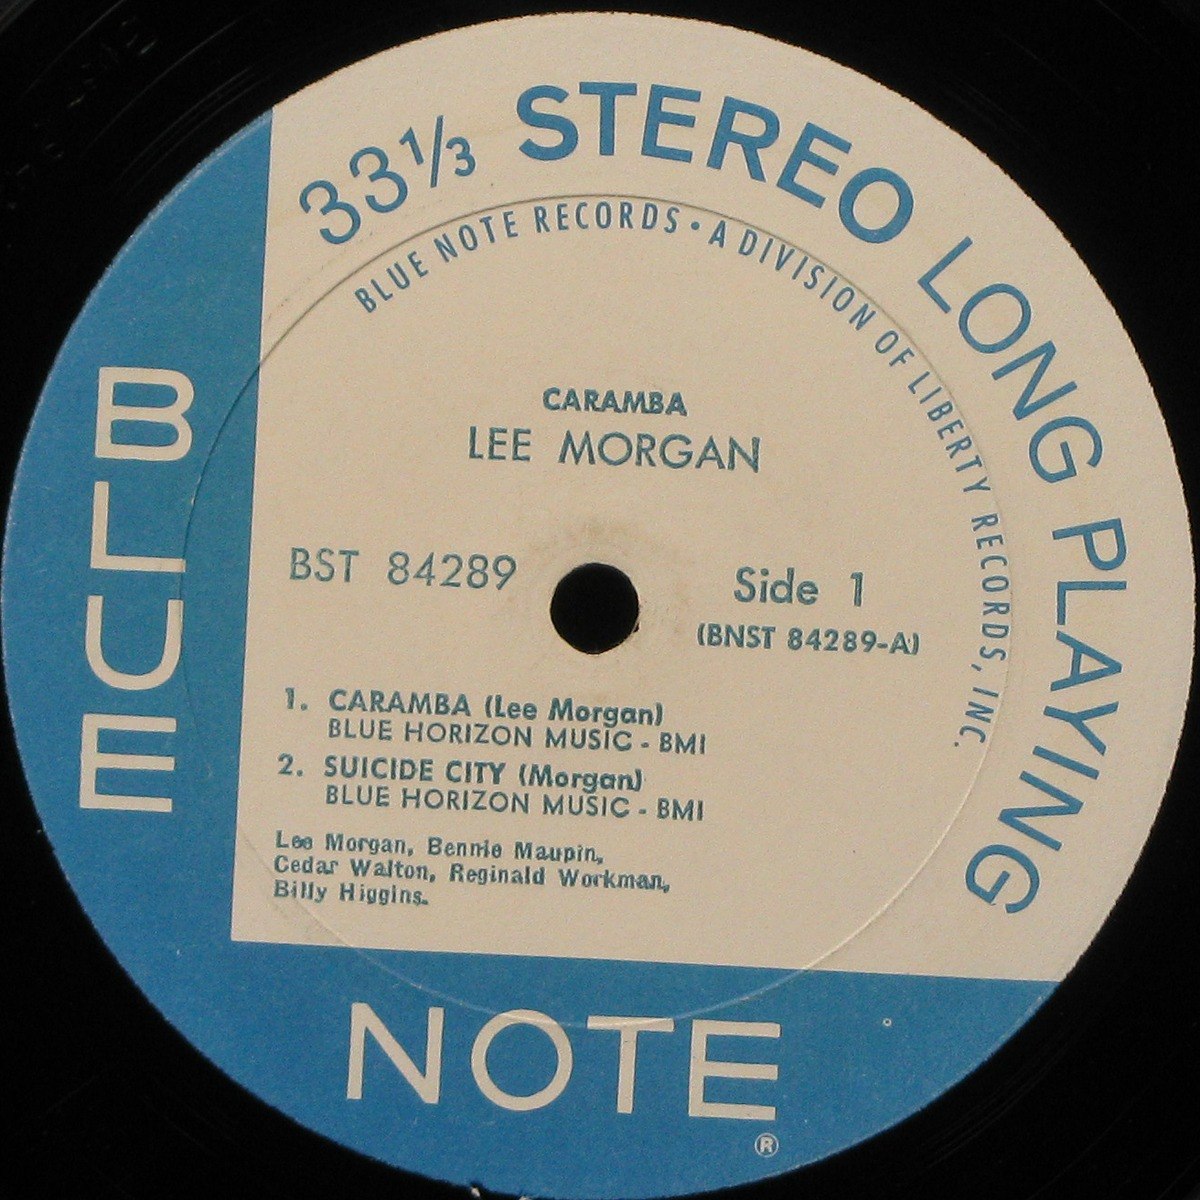 33⅓ STEREO LONG PLAYING
BLUE NOTE RECORDS • A DIVISION OF LIBERTY RECORDS, INC.
CARAMBA
LEE MORGAN
BST 84289
Side 1
(BNST 84289-A)
1. CARAMBA (Lee Morgan)
BLUE HORIZON MUSIC - BMI
2. SUICIDE CITY (Morgan)
BLUE HORIZON MUSIC - BMI
Lee Morgan, Bennie Maupin,
Cedar Walton, Reginald Workman,
Billy Higgins.
BLUE
NOTE
®